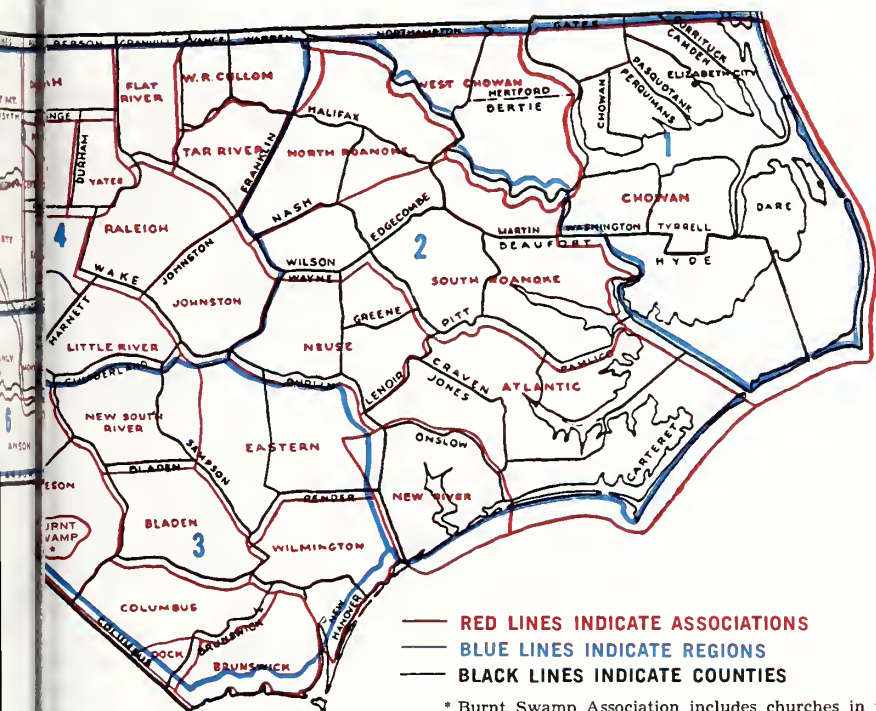 PERSON GRANVILLE VANCE WARREN NORTHAMPTON GATES
CURRITUCK
CAMDEN
FLAT
RIVER
W. R. CULLOM
WEST CHOWAN
HERTFORD
BERTIE
PASQUOTANK
PERQUIMANS
ELIZABETH CITY
CHOWAN
HALIFAX
ANGE
DURHAM
YATES
TAR RIVER
FRANKLIN
NORTH ROANOKE
1
NASH
EDGECOMBE
CHOWAN
DARE
RALEIGH
4
MARTIN
WASHINGTON
TYRRELL
BEAUFORT
HYDE
2
WAKE
JOHNSTON
WILSON
WAYNE
SOUTH ROANOKE
HARNETT
JOHNSTON
GREENE
PITT
LITTLE RIVER
NEUSE
PAMLICO
CUMBERLAND
DUPLIN
LENOIR
CRAVEN
JONES
ATLANTIC
6
ANSON
NEW SOUTH
RIVER
SAMPSON
EASTERN
ONSLOW
CARTERET
BLADEN
PENDER
NEW RIVER
ESON
URNT
WAMP
*
BLADEN
3
WILMINGTON
COLUMBUS
COLUMBUS
DOCK
BRUNSWICK
BRUNSWICK
NEW
HANOVER
RED LINES INDICATE ASSOCIATIONS
BLUE LINES INDICATE REGIONS
BLACK LINES INDICATE COUNTIES
* Burnt Swamp Association includes churches in